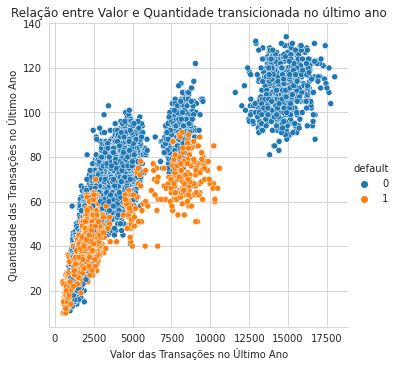 Relação entre Valor e Quantidade transicionada no último ano
140
120
100
80
60
40
20
Quantidade das Transações no Último Ano
0 2500 5000 7500 10000 12500 15000 17500
Valor das Transações no Último Ano
default
0
1